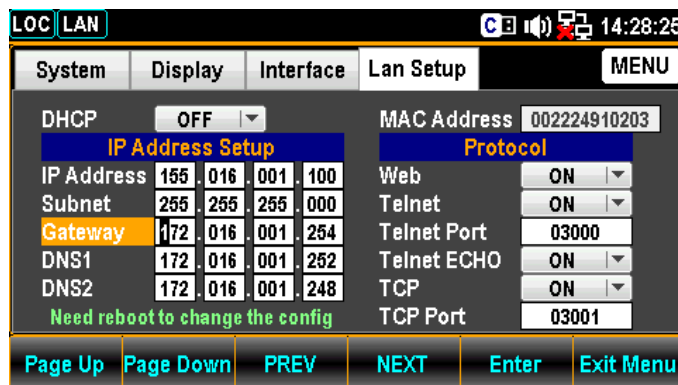 LOC LAN C 14:28:25
System Display Interface Lan Setup MENU
DHCP OFF
IP Address Setup
IP Address 155 . 016 . 001 . 100
Subnet 255 . 255 . 255 . 000
Gateway 172 . 016 . 001 . 254
DNS1 172 . 016 . 001 . 252
DNS2 172 . 016 . 001 . 248
Need reboot to change the config
MAC Address 002224910203
Protocol
Web ON
Telnet ON
Telnet Port 03000
Telnet ECHO ON
TCP ON
TCP Port 03001
Page Up Page Down PREV NEXT Enter Exit Menu